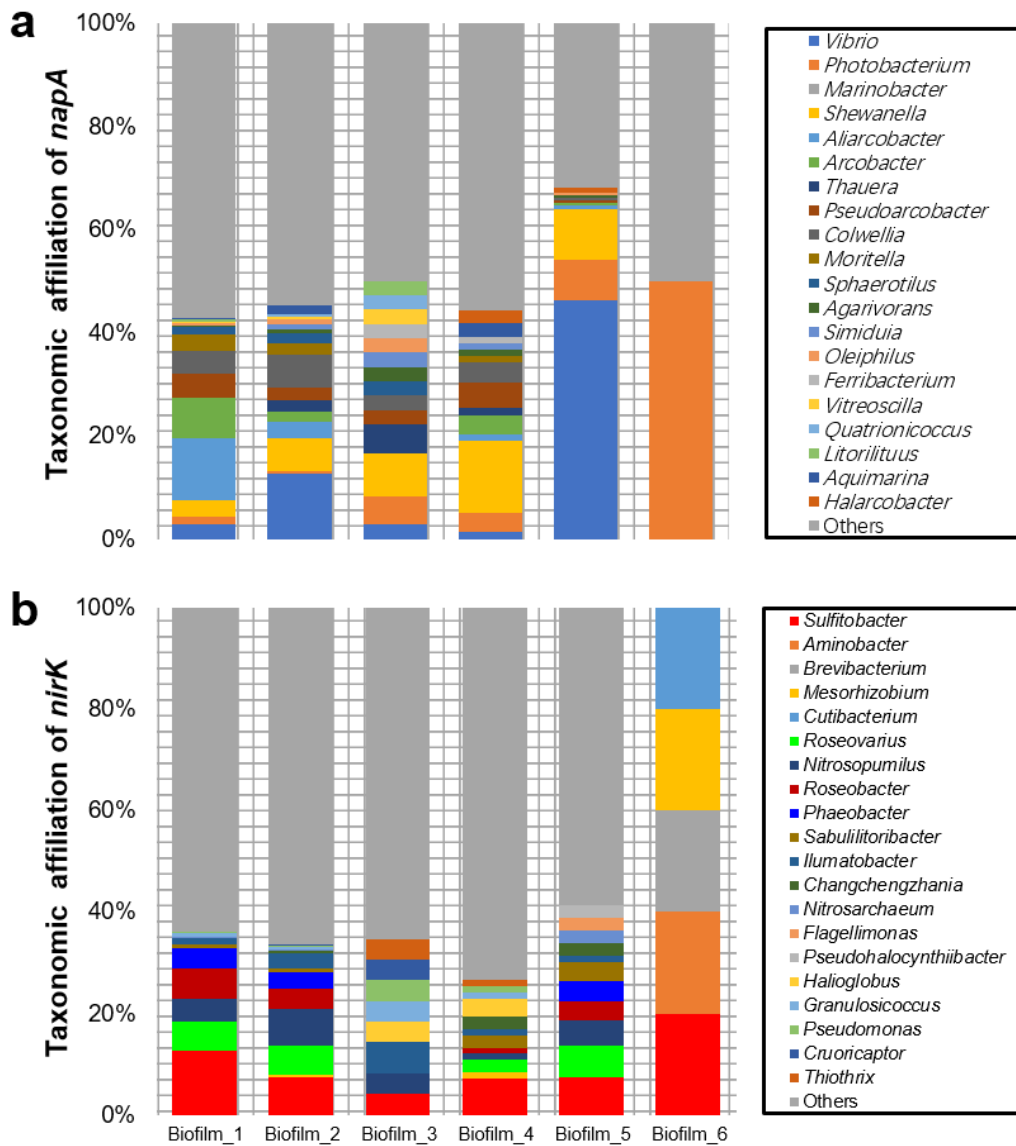 a
Taxonomic affiliation of napA
100%
80%
60%
40%
20%
0%
Vibrio
Photobacterium
Marinobacter
Shewanella
Aliarcobacter
Arcobacter
Thauera
Pseudoarcobacter
Colwellia
Moritella
Sphaerotilus
Agarivorans
Simiduia
Oleiphilus
Ferribacterium
Vitreoscilla
Quatrionicoccus
Litorilituus
Aquimarina
Halarcobacter
Others
b
Taxonomic affiliation of nirK
100%
80%
60%
40%
20%
0%
Biofilm_1 Biofilm_2 Biofilm_3 Biofilm_4 Biofilm_5 Biofilm_6
Sulfitobacter
Aminobacter
Brevibacterium
Mesorhizobium
Cutibacterium
Roseovarius
Nitrosopumilus
Roseobacter
Phaeobacter
Sabulilitoribacter
Ilumatobacter
Changchengzhania
Nitrosarchaeum
Flagellimonas
Pseudohalocynthiibacter
Halioglobus
Granulosicoccus
Pseudomonas
Cruoricaptor
Thiothrix
Others